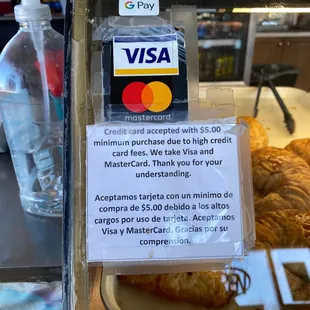 G Pay
VISA
mastercard
Credit card accepted with $5.00
minimum purchase due to high credit
card fees. We take Visa and
MasterCard. Thank you for your
understanding.
Aceptamos tarjeta con un mínimo de
compra de $5.00 debido a los altos
cargos por uso de tarjeta. Aceptamos
Visa y MasterCard. Gracias por su
comprensión.